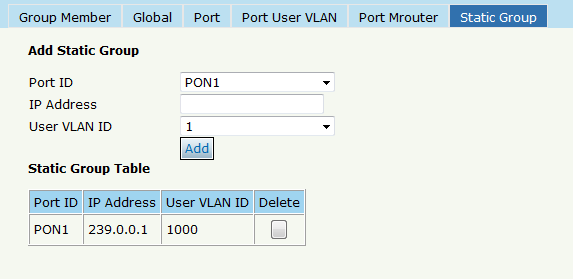 Group Member Global Port Port User VLAN Port Mrouter Static Group
Add Static Group
Port ID PON1
IP Address
User VLAN ID 1
Add
Static Group Table
Port ID IP Address User VLAN ID Delete
PON1 239.0.0.1 1000